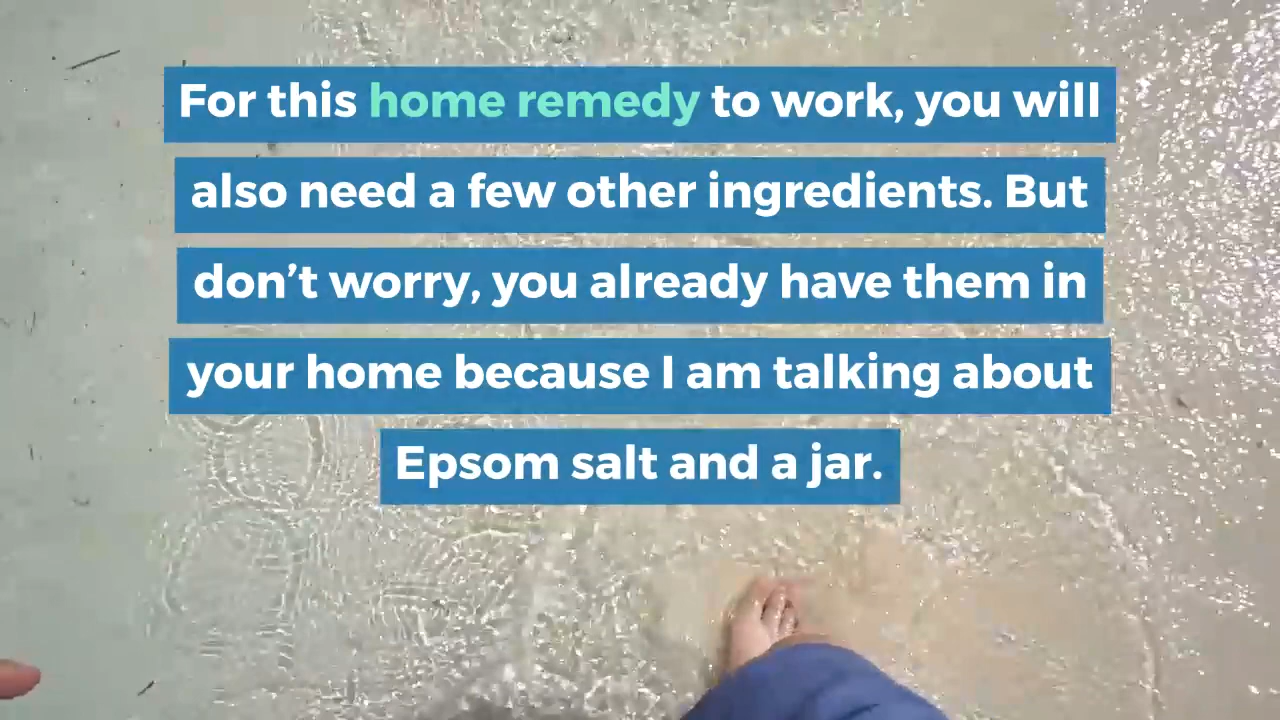 For this home remedy to work, you will
also need a few other ingredients. But
don’t worry, you already have them in
your home because I am talking about
Epsom salt and a jar.